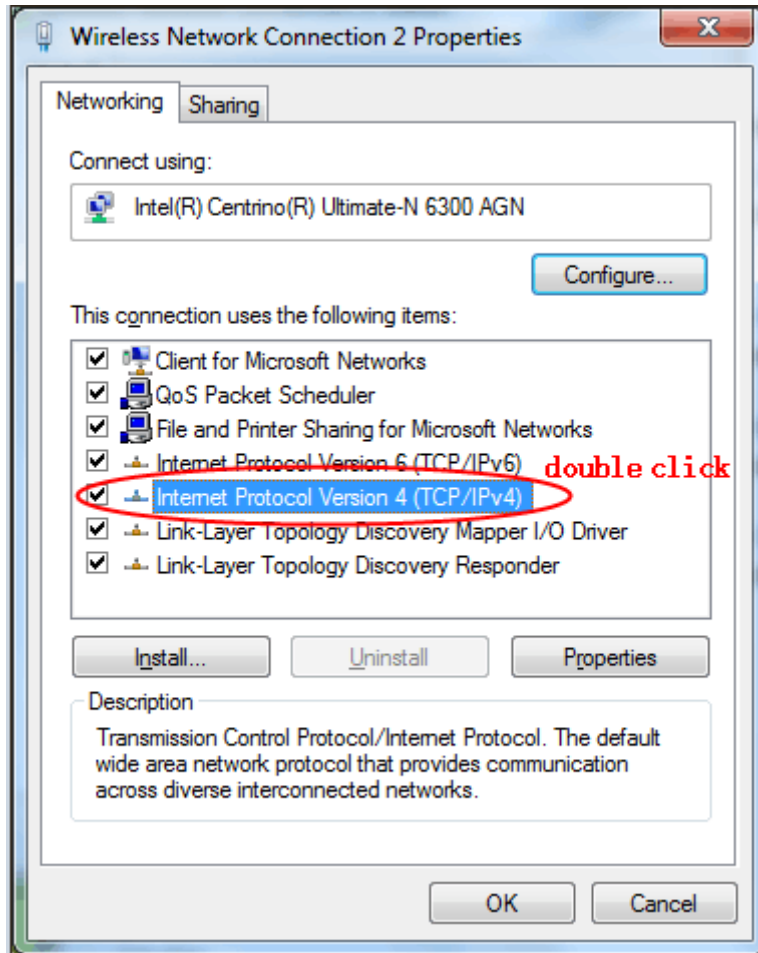 Wireless Network Connection 2 Properties
Networking
Sharing
Connect using:
Intel(R) Centrino(R) Ultimate-N 6300 AGN
Configure...
This connection uses the following items:
Client for Microsoft Networks
QoS Packet Scheduler
File and Printer Sharing for Microsoft Networks
Internet Protocol Version 6 (TCP/IPv6)
double click
Internet Protocol Version 4 (TCP/IPv4)
Link-Layer Topology Discovery Mapper I/O Driver
Link-Layer Topology Discovery Responder
Install...
Uninstall
Properties
Description
Transmission Control Protocol/Internet Protocol. The default
wide area network protocol that provides communication
across diverse interconnected networks.
OK
Cancel